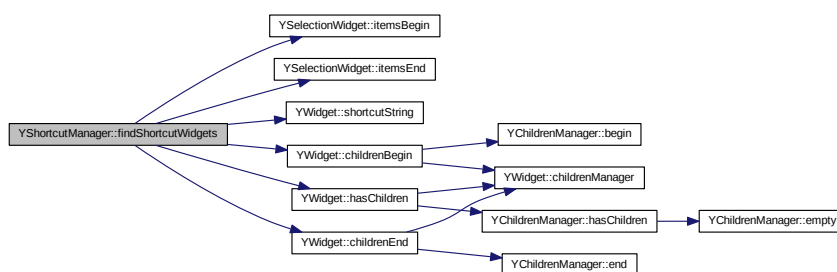 YSelectionWidget::itemsBegin
YSelectionWidget::itemsEnd
YWidget::shortcutString
YShortcutManager::findShortcutWidgets
YChildrenManager::begin
YWidget::childrenBegin
YWidget::childrenManager
YWidget::hasChildren
YChildrenManager::hasChildren
YChildrenManager::empty
YWidget::childrenEnd
YChildrenManager::end